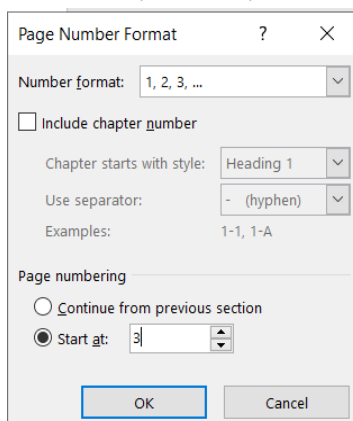 Page Number Format ?
Number format: 1, 2, 3, ...
Include chapter number
Chapter starts with style: Heading 1
Use separator: - (hyphen)
Examples: 1-1, 1-A
Page numbering
Continue from previous section
Start at: 3
OK Cancel